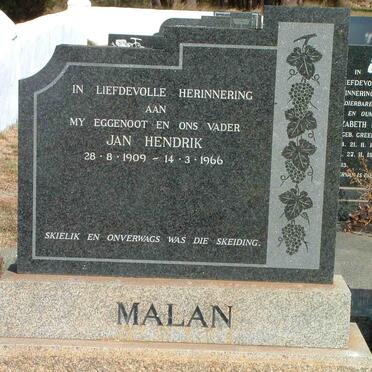 IN LIEFDEVOLLE HERINNERING
AAN
MY EGGENOOT EN ONS VADER
JAN HENDRIK
28 · 8 · 1909 - 14 · 3 · 1966
SKIELIK EN ONVERWAGS WAS DIE SKEIDING.
MALAN
IN